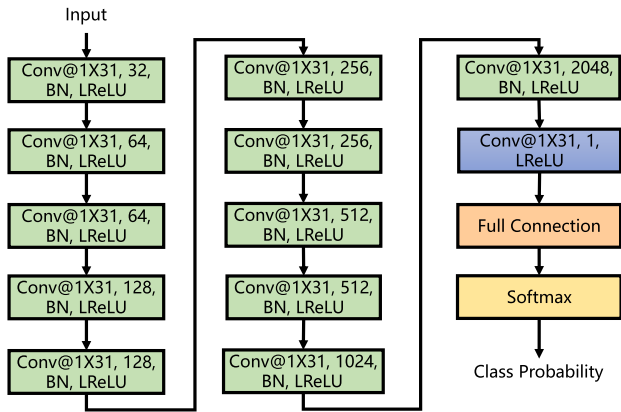 Input
Conv@1X31, 32,
BN, LReLU
Conv@1X31, 64,
BN, LReLU
Conv@1X31, 64,
BN, LReLU
Conv@1X31, 128,
BN, LReLU
Conv@1X31, 128,
BN, LReLU
Conv@1X31, 256,
BN, LReLU
Conv@1X31, 256,
BN, LReLU
Conv@1X31, 512,
BN, LReLU
Conv@1X31, 512,
BN, LReLU
Conv@1X31, 1024,
BN, LReLU
Conv@1X31, 2048,
BN, LReLU
Conv@1X31, 1,
LReLU
Full Connection
Softmax
Class Probability